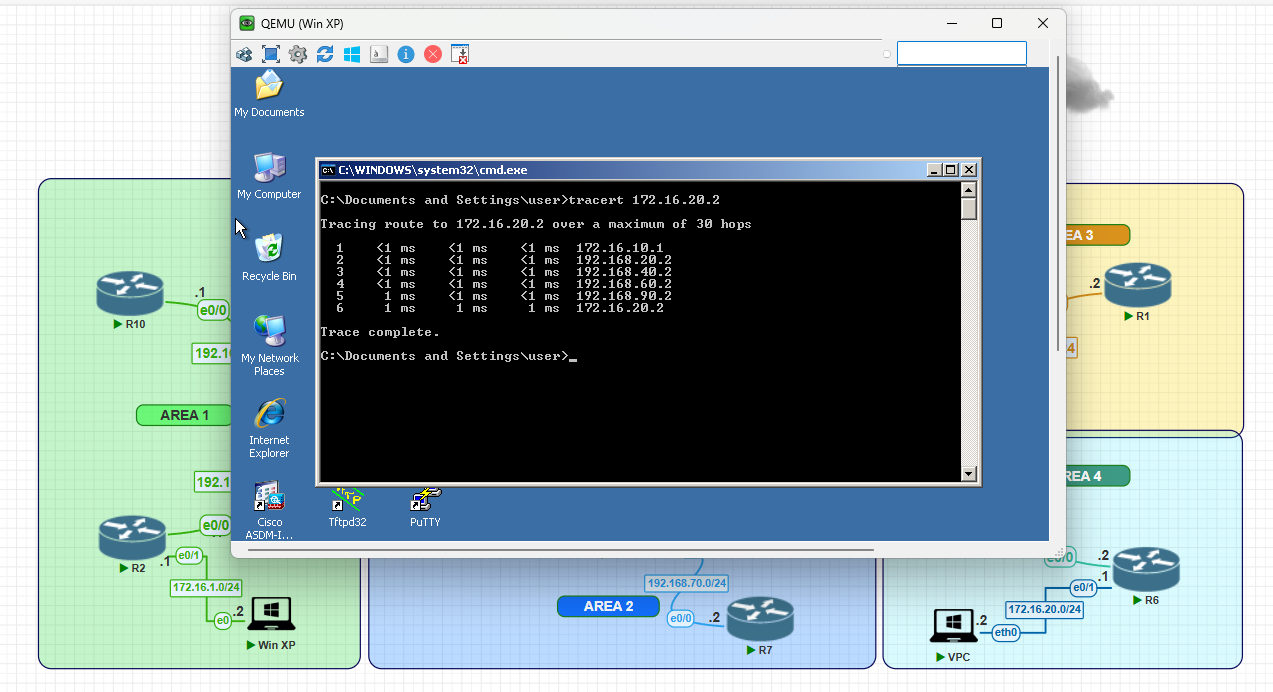 QEMU (Win XP)
My Documents
My Computer
Recycle Bin
My Network
Places
Internet
Explorer
Cisco
ASDM-I...
Tftpd32
PuTTY
C:\WINDOWS\system32\cmd.exe
C:\Documents and Settings\user>tracert 172.16.20.2
Tracing route to 172.16.20.2 over a maximum of 30 hops
1 <1 ms <1 ms <1 ms 172.16.10.1
2 <1 ms <1 ms <1 ms 192.168.20.2
3 <1 ms <1 ms <1 ms 192.168.40.2
4 <1 ms <1 ms <1 ms 192.168.60.2
5 1 ms <1 ms <1 ms 192.168.90.2
6 1 ms 1 ms 1 ms 172.16.20.2
Trace complete.
C:\Documents and Settings\user>_
.1
e0/0
R10
192.1
AREA 1
192.1
e0/0
R2
.1
e0/1
172.16.1.0/24
e0
.2
Win XP
192.168.70.0/24
AREA 2
e0/0
.2
R7
EA 3
.2
R1
4
REA 4
e0/0
.2
.1
e0/1
R6
172.16.20.0/24
.2
eth0
VPC